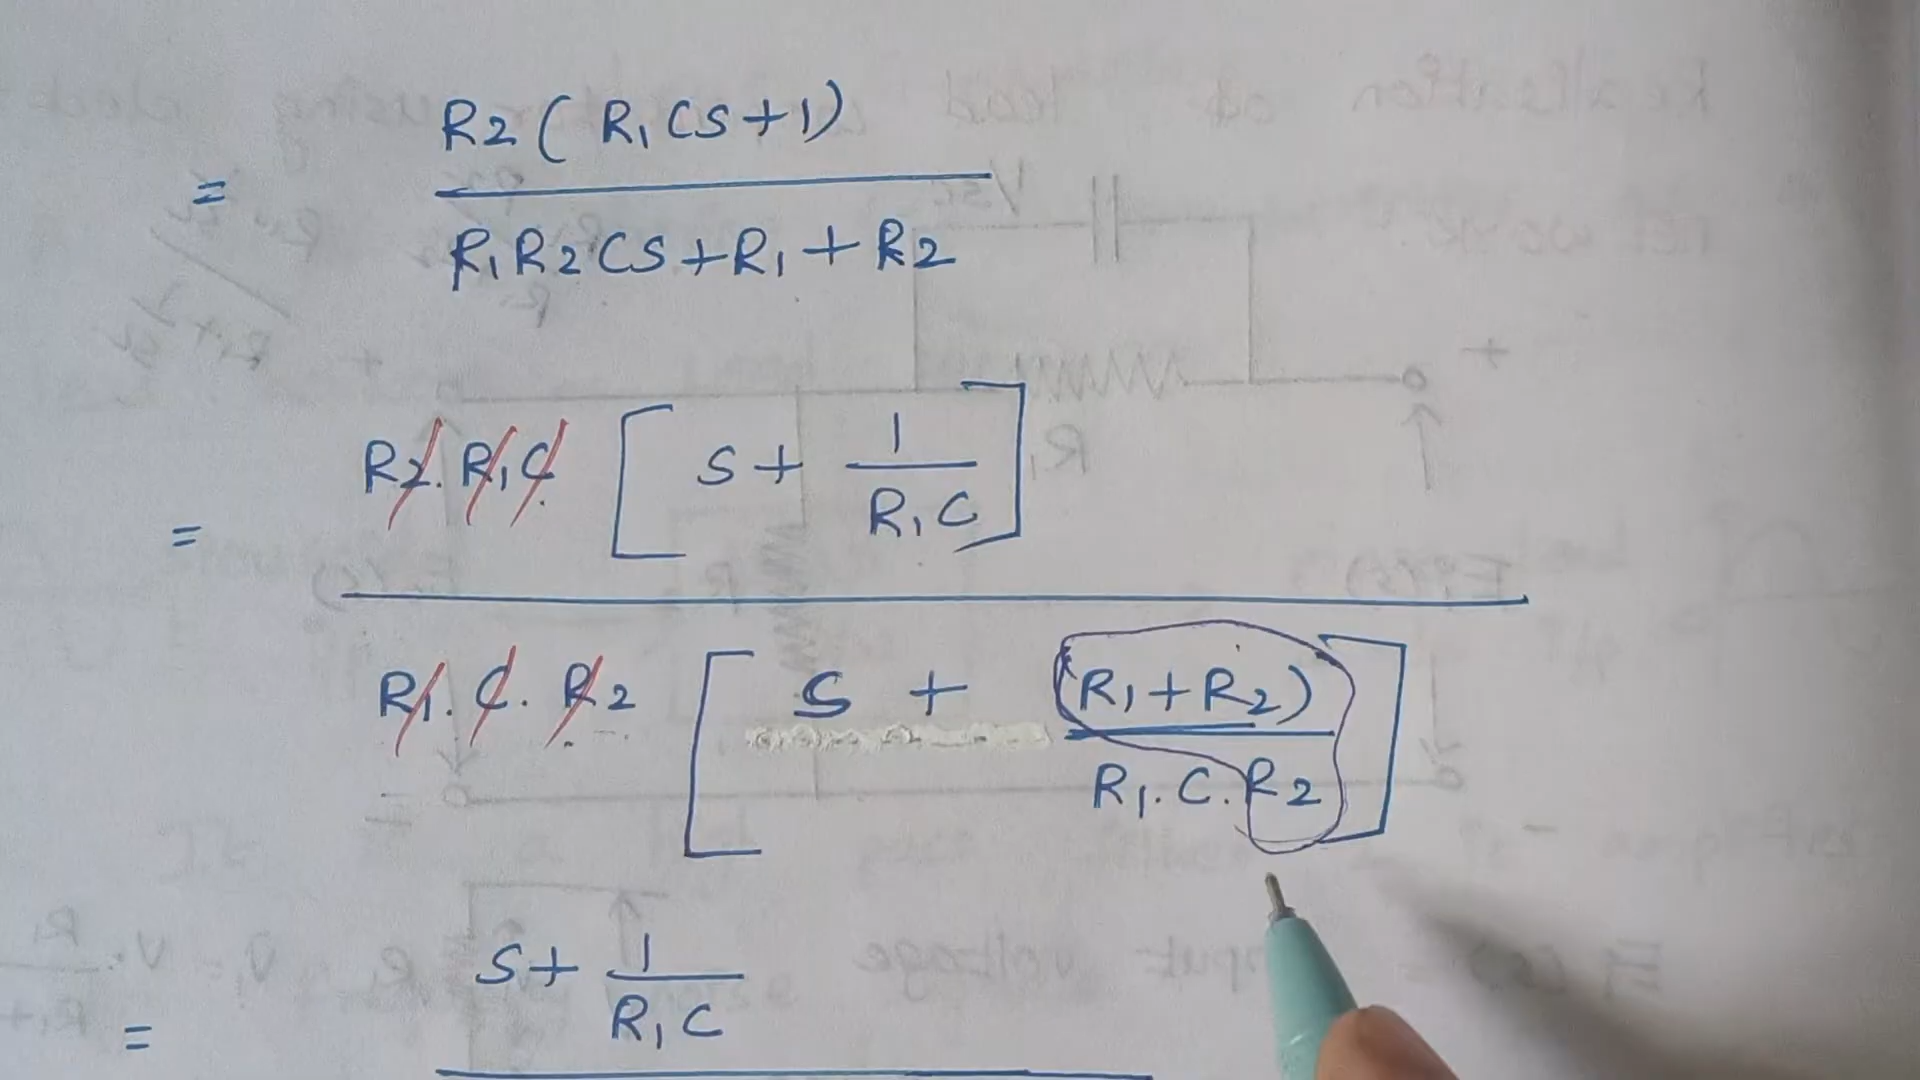 R2 ( R1 CS + 1 )
=
R1 R2 CS + R1 + R2
R2 . R1 C [ S + 1
R1 C ]
=
R1 . C . R2 [ S + (R1 + R2)
R1 . C . R2 ]
S + 1
R1 C
=